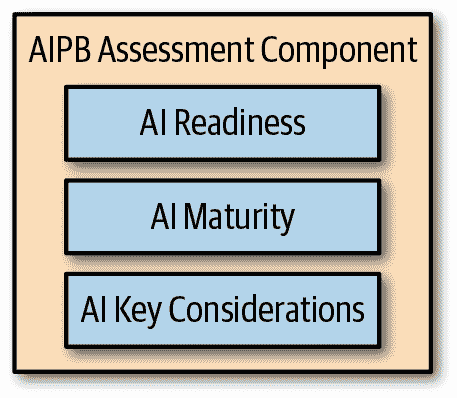 AIPB Assessment Component
AI Readiness
AI Maturity
AI Key Considerations